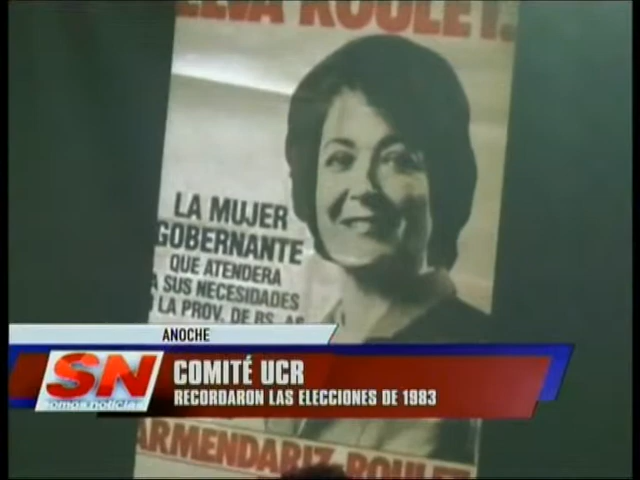 ELVA ROULET.
LA MUJER
GOBERNANTE
QUE ATENDERA
A SUS NECESIDADES
LA PROV. DE BS. AS
ANOCHE
SN
somos noticias
COMITÉ UCR
RECORDARON LAS ELECCIONES DE 1983
ARMENDARIZ-ROULET